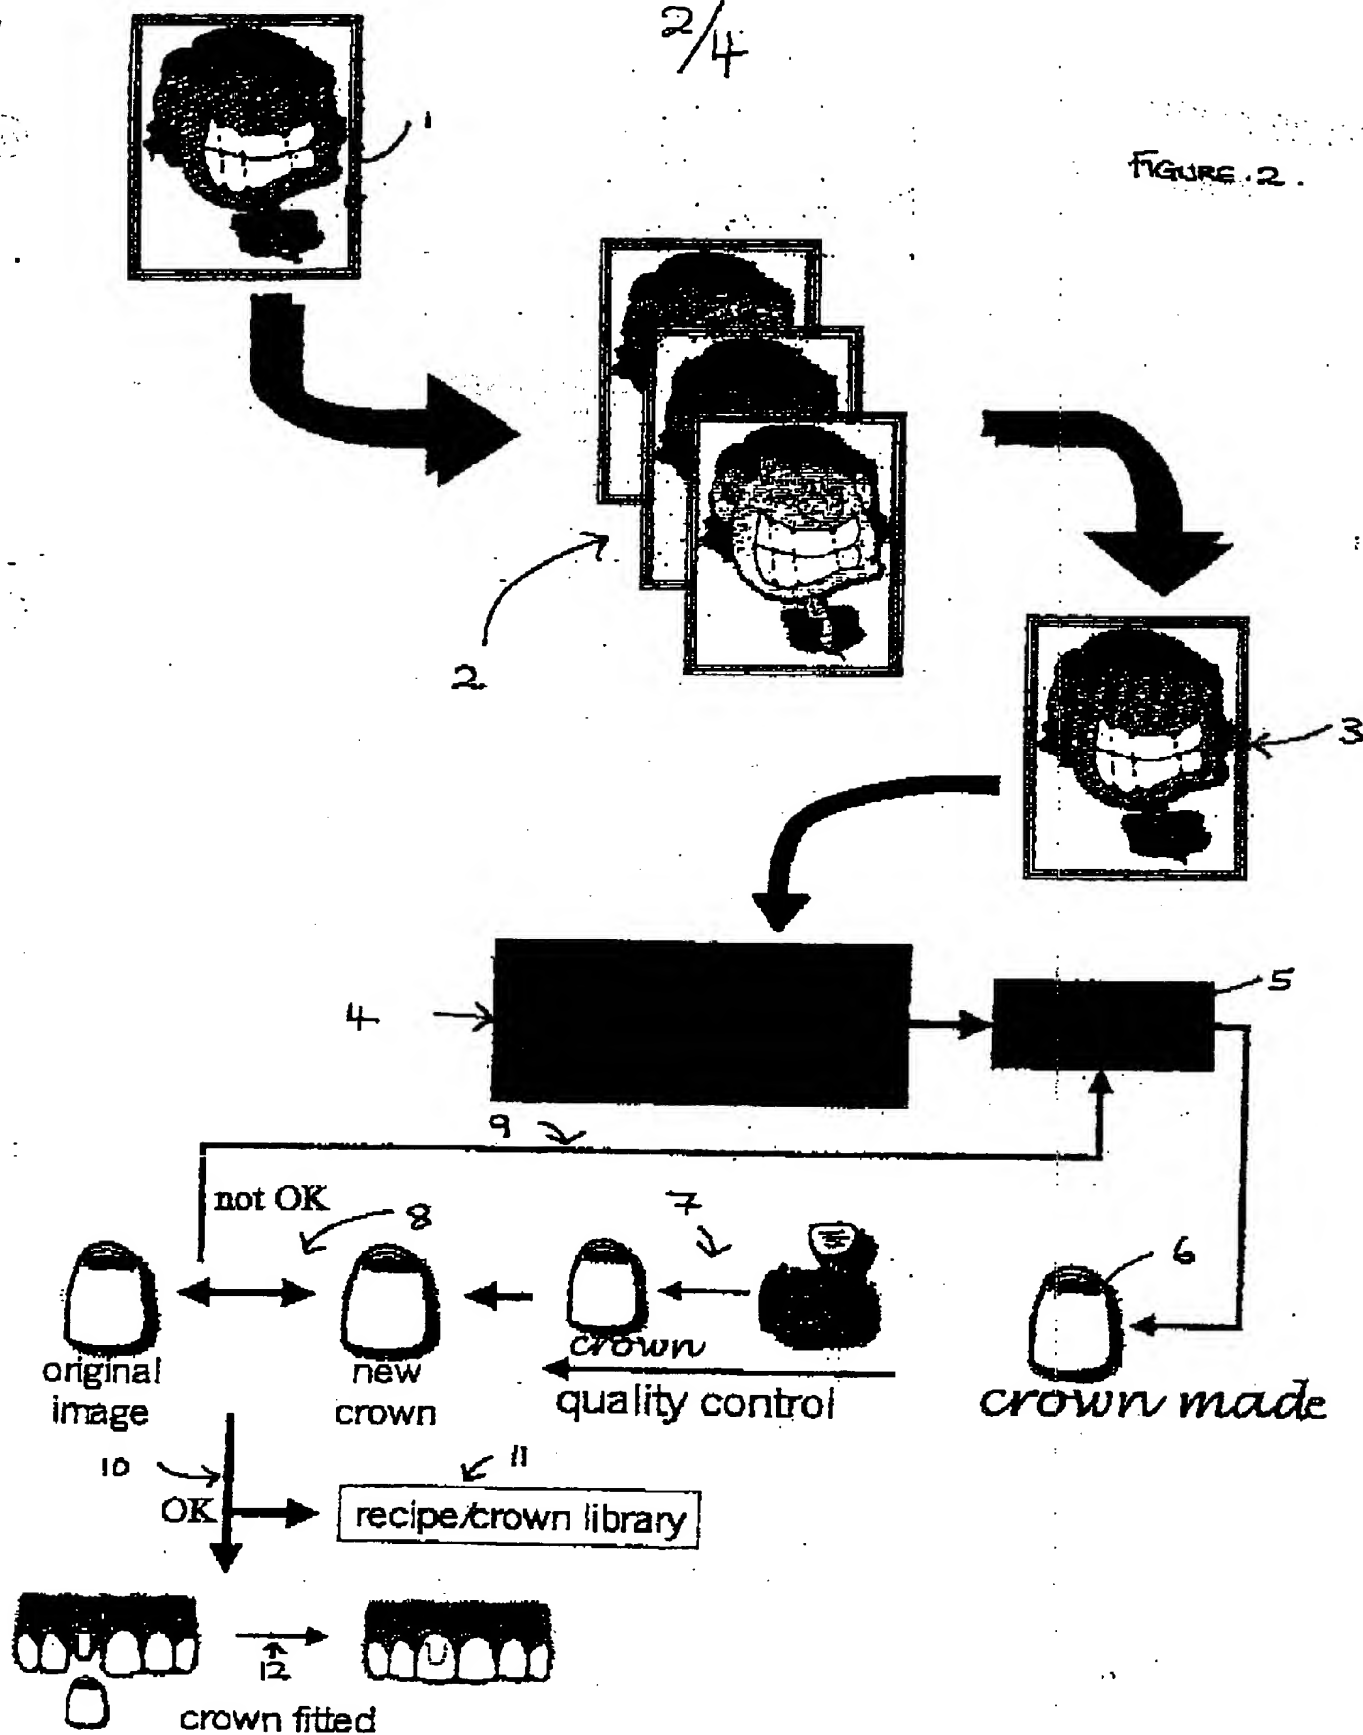 2/4
1
FIGURE.2.
2
3
4
5
9
not OK
8
7
6
crown
original
image
new
crown
quality control
crown made
10
11
OK
recipe/crown library
12
crown fitted